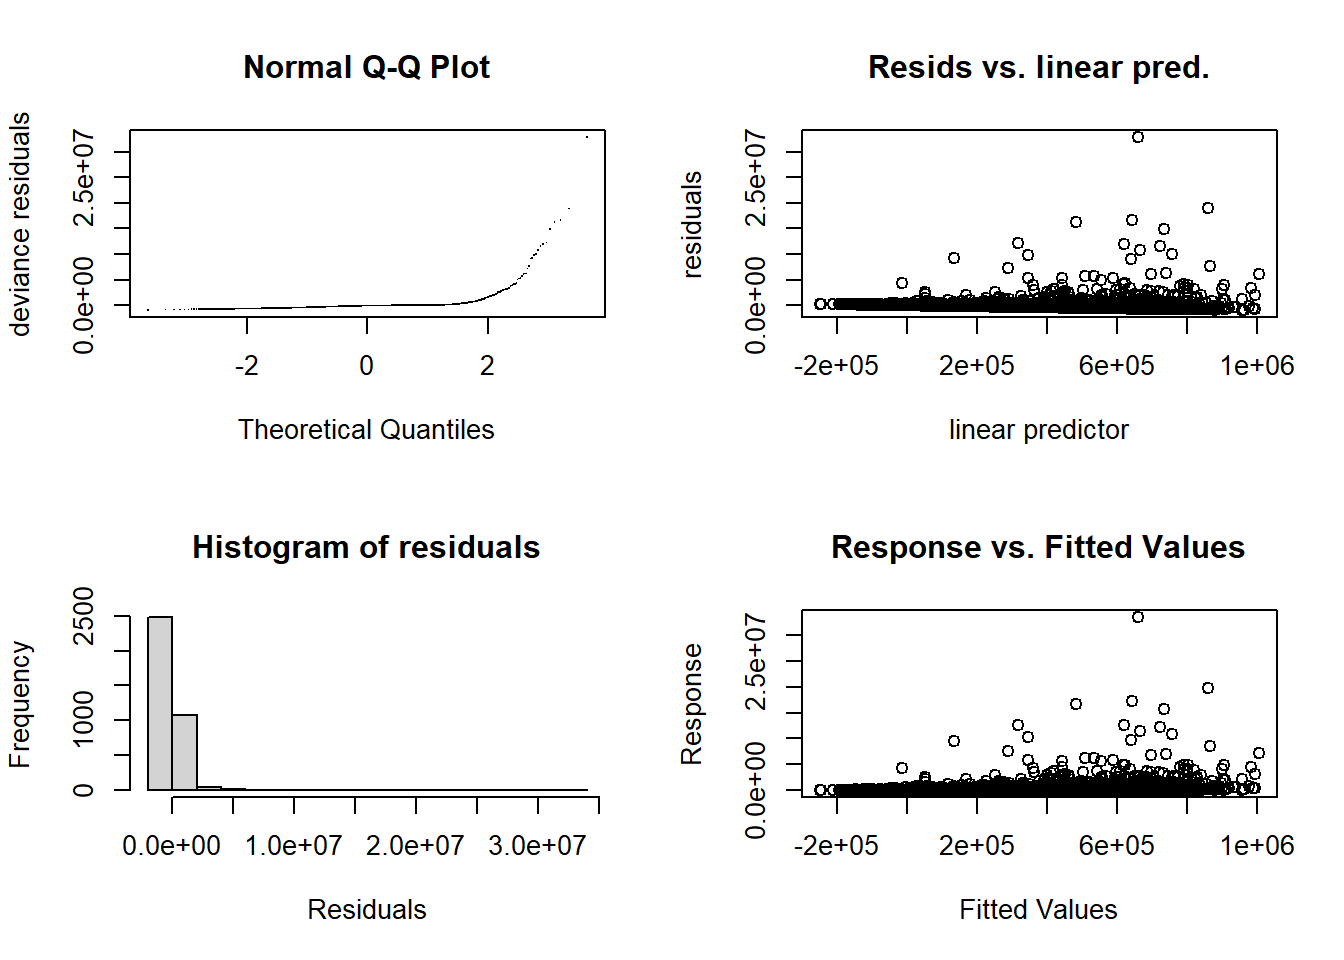 Normal Q-Q Plot
deviance residuals
0.0e+00 2.5e+07
-2 0 2
Theoretical Quantiles
Resids vs. linear pred.
residuals
0.0e+00 2.5e+07
-2e+05 2e+05 6e+05 1e+06
linear predictor
Histogram of residuals
Frequency
0 1000 2500
0.0e+00 1.0e+07 2.0e+07 3.0e+07
Residuals
Response vs. Fitted Values
Response
0.0e+00 2.5e+07
-2e+05 2e+05 6e+05 1e+06
Fitted Values